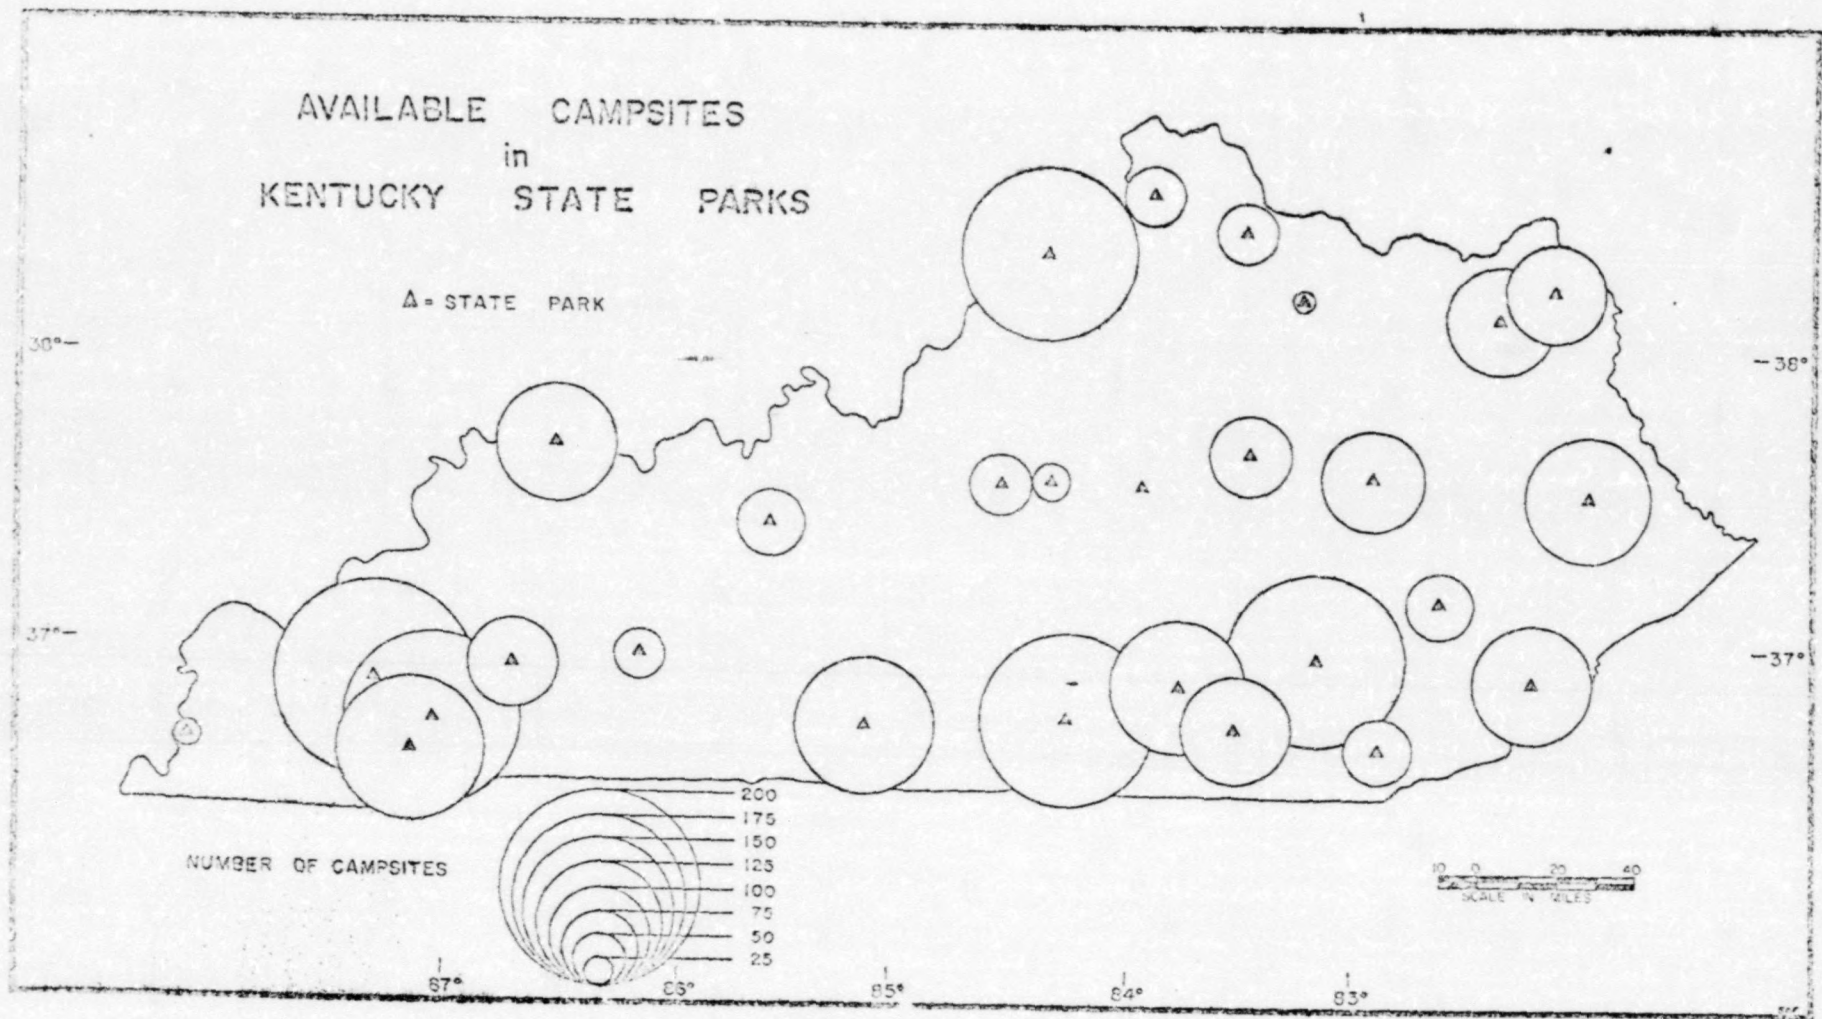 AVAILABLE CAMPSITES
in
KENTUCKY STATE PARKS
Δ = STATE PARK
38°
38°
37°
37°
200
175
150
125
100
75
50
25
NUMBER OF CAMPSITES
10 0 20 40
SCALE IN MILES
87° 86° 85° 84° 83°